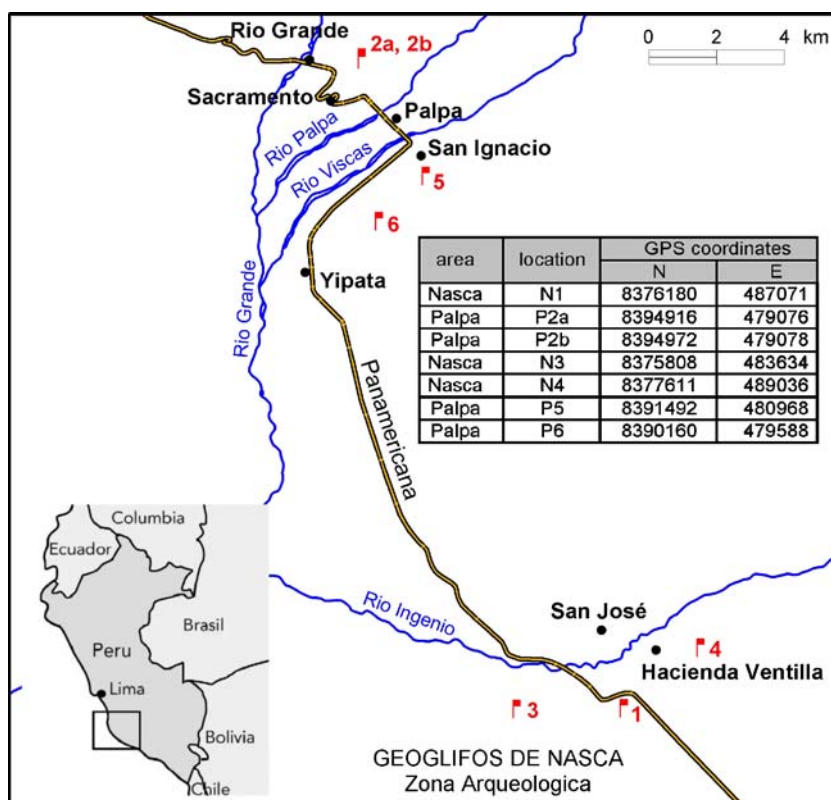 Rio Grande
2a, 2b
0 2 4 km
Sacramento
Palpa
Rio Palpa
San Ignacio
Rio Viscas
5
6
Yipata
Rio Grande
area location GPS coordinates
N E
Nasca N1 8376180 487071
Palpa P2a 8394916 479076
Palpa P2b 8394972 479078
Nasca N3 8375808 483634
Nasca N4 8377611 489036
Palpa P5 8391492 480968
Palpa P6 8390160 479588
Panamericana
Columbia
Ecuador
Brasil
Peru
Lima
Bolivia
Chile
Rio Ingenio
San José
4
Hacienda Ventilla
3
1
GEOGLIFOS DE NASCA
Zona Arqueologica